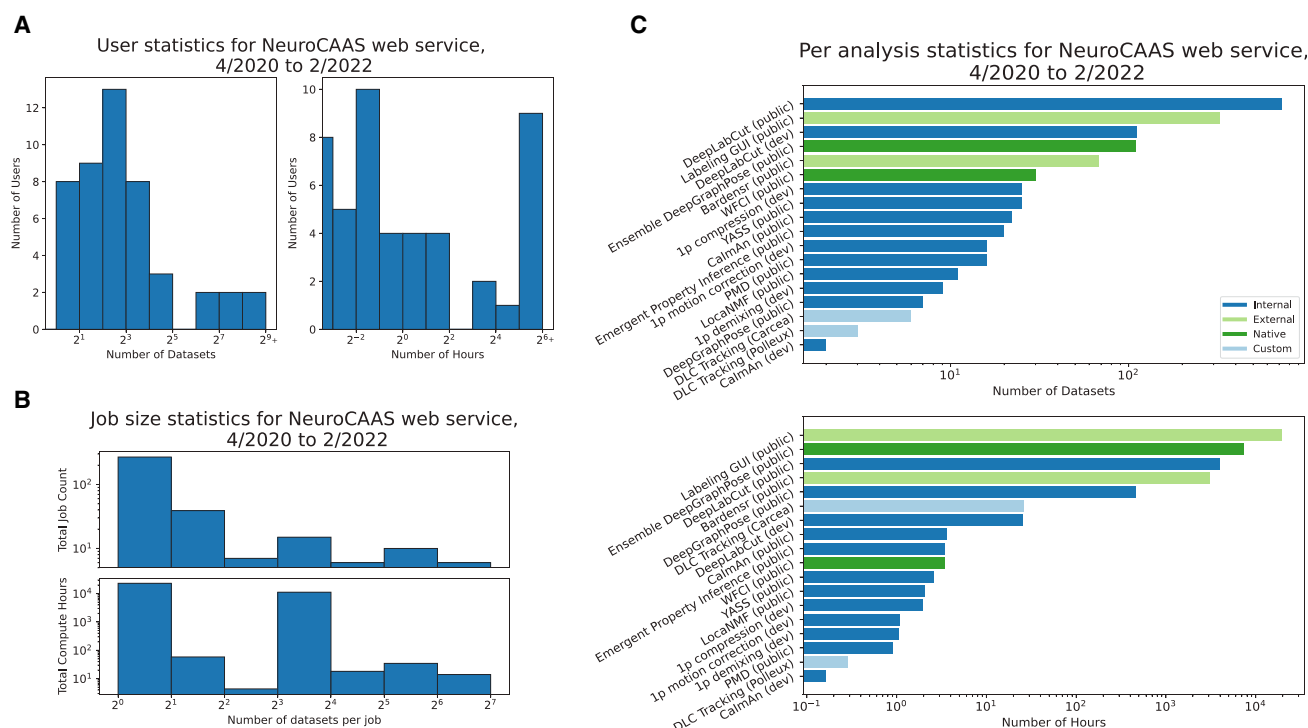 A
User statistics for NeuroCAAS web service,
4/2020 to 2/2022
Number of Users
12
10
8
6
4
2
0
2^1
2^3
2^5
2^7
2^9+
Number of Datasets
Number of Users
10
8
6
4
2
0
2^−2
2^0
2^2
2^4
2^6+
Number of Hours
B
Job size statistics for NeuroCAAS web service,
4/2020 to 2/2022
Total Job Count
10^2
10^1
Total Compute Hours
10^4
10^3
10^2
10^1
2^0
2^1
2^2
2^3
2^4
2^5
2^6
2^7
Number of datasets per job
C
Per analysis statistics for NeuroCAAS web service,
4/2020 to 2/2022
DeepLabCut (public)
Labeling GUI (public)
DeepLabCut (dev)
Ensemble DeepGraphPose (public)
Bardensr (public)
WFCI (public)
1p compression (dev)
YASS (public)
CaImAn (public)
Emergent Property Inference (public)
1p motion correction (dev)
PMD (public)
LocaNMF (public)
1p demixing (dev)
DeepGraphPose (public)
DLC Tracking (Carcea)
DLC Tracking (Polleux)
CaImAn (dev)
Internal
External
Native
Custom
10^1
10^2
Number of Datasets
Labeling GUI (public)
Ensemble DeepGraphPose (public)
DeepLabCut (public)
Bardensr (public)
DeepGraphPose (public)
DLC Tracking (Carcea)
DeepLabCut (dev)
CaImAn (public)
Emergent Property Inference (public)
WFCI (public)
YASS (public)
LocaNMF (public)
1p compression (dev)
1p motion correction (dev)
1p demixing (dev)
PMD (public)
DLC Tracking (Polleux)
CaImAn (dev)
10^−1
10^0
10^1
10^2
10^3
10^4
Number of Hours